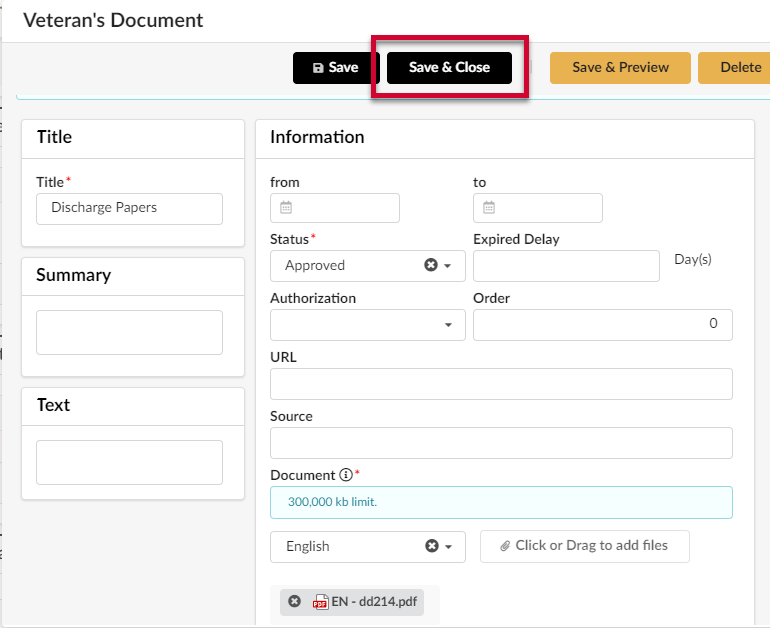 Veteran's Document
Save
Save & Close
Save & Preview
Delete
Title
Title*
Discharge Papers
Summary
Text
Information
from
to
Status*
Expired Delay
Approved
Day(s)
Authorization
Order
0
URL
Source
Document *
300,000 kb limit.
English
Click or Drag to add files
EN - dd214.pdf